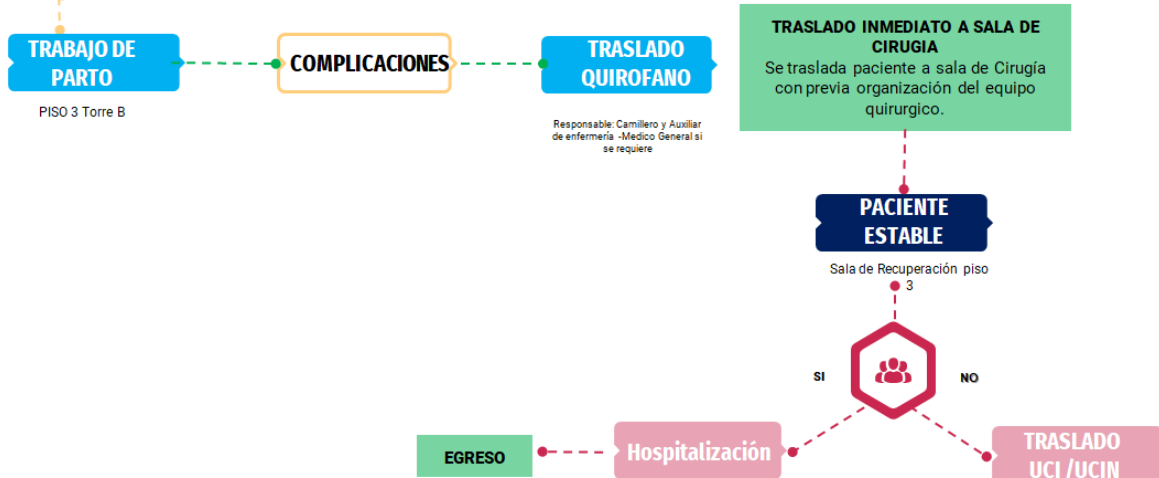 TRABAJO DE
PARTO
PISO 3 Torre B
COMPLICACIONES
TRASLADO
QUIROFANO
Responsable: Camillero y Auxiliar
de enfermería -Medico General si
se requiere
TRASLADO INMEDIATO A SALA DE
CIRUGIA
Se traslada paciente a sala de Cirugía
con previa organización del equipo
quirurgico.
PACIENTE
ESTABLE
Sala de Recuperación piso
3
SI
NO
EGRESO
Hospitalización
TRASLADO
UCI /UCIN